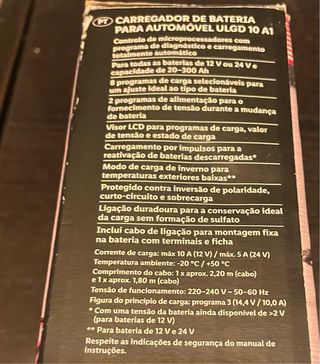 PT CARREGADOR DE BATERIA
PARA AUTOMÓVEL ULGD 10 A1
Controlo de microprocessadores com
programa de diagnóstico e carregamento
totalmente automático
Para todas as baterias de 12 V ou 24 V e
capacidade de 20–300 Ah
8 programas de carga selecionáveis para
um ajuste ideal ao tipo de bateria
2 programas de alimentação para o
fornecimento de tensão durante a mudança
de bateria
Visor LCD para programas de carga, valor
de tensão e estado de carga
Carregamento por impulsos para a
reativação de baterias descarregadas*
Modo de carga de inverno para
temperaturas exteriores baixas**
Protegido contra inversão de polaridade,
curto-circuito e sobrecarga
Ligação duradoura para a conservação ideal
da carga sem formação de sulfato
Inclui cabo de ligação para montagem fixa
na bateria com terminais e ficha
Corrente de carga: máx 10 A (12 V) / máx. 5 A (24 V)
Temperatura ambiente: -20 °C / +50 °C
Comprimento do cabo: 1 x aprox. 2,20 m (cabo)
e 1 x aprox. 1,80 m (cabo)
Tensão de funcionamento: 220–240 V – 50–60 Hz
Figura do princípio de carga: programa 3 (14,4 V / 10,0 A)
* Com uma tensão da bateria ainda disponível de >2 V
(para baterias de 12 V)
** Para bateria de 12 V e 24 V
Respeite as indicações de segurança do manual de
instruções.